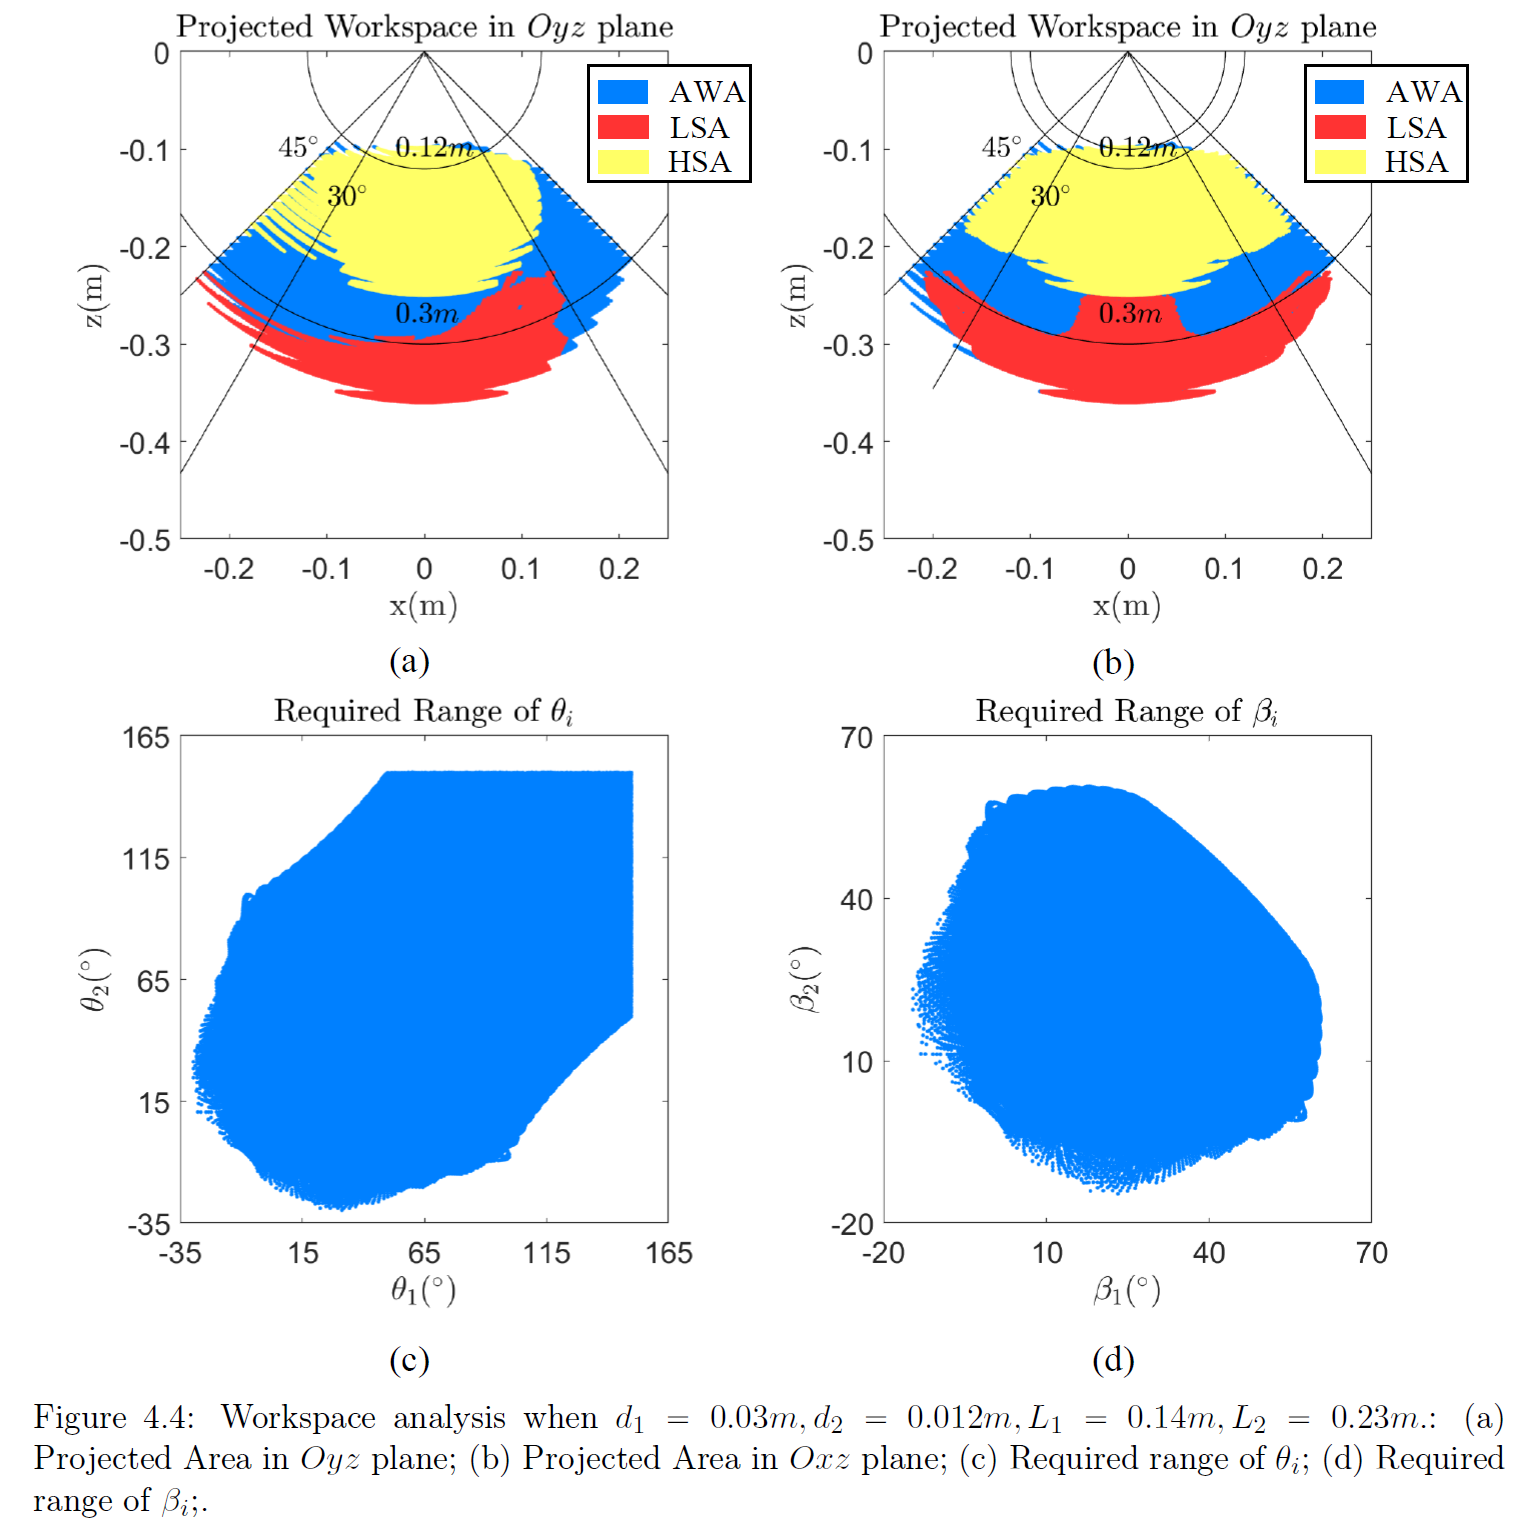 Projected Workspace in Oyz plane
0
-0.1
-0.2
-0.3
-0.4
-0.5
z(m)
-0.2 -0.1 0 0.1 0.2
x(m)
45°
30°
0.12m
0.3m
AWA
LSA
HSA
(a)
Projected Workspace in Oyz plane
0
-0.1
-0.2
-0.3
-0.4
-0.5
z(m)
-0.2 -0.1 0 0.1 0.2
x(m)
45°
30°
0.12m
0.3m
AWA
LSA
HSA
(b)
Required Range of θᵢ
165
115
65
15
-35
θ₂(°)
-35 15 65 115 165
θ₁(°)
(c)
Required Range of βᵢ
70
40
10
-20
β₂(°)
-20 10 40 70
β₁(°)
(d)
Figure 4.4: Workspace analysis when d₁ = 0.03m, d₂ = 0.012m, L₁ = 0.14m, L₂ = 0.23m.: (a)
Projected Area in Oyz plane; (b) Projected Area in Oxz plane; (c) Required range of θᵢ; (d) Required
range of βᵢ;.